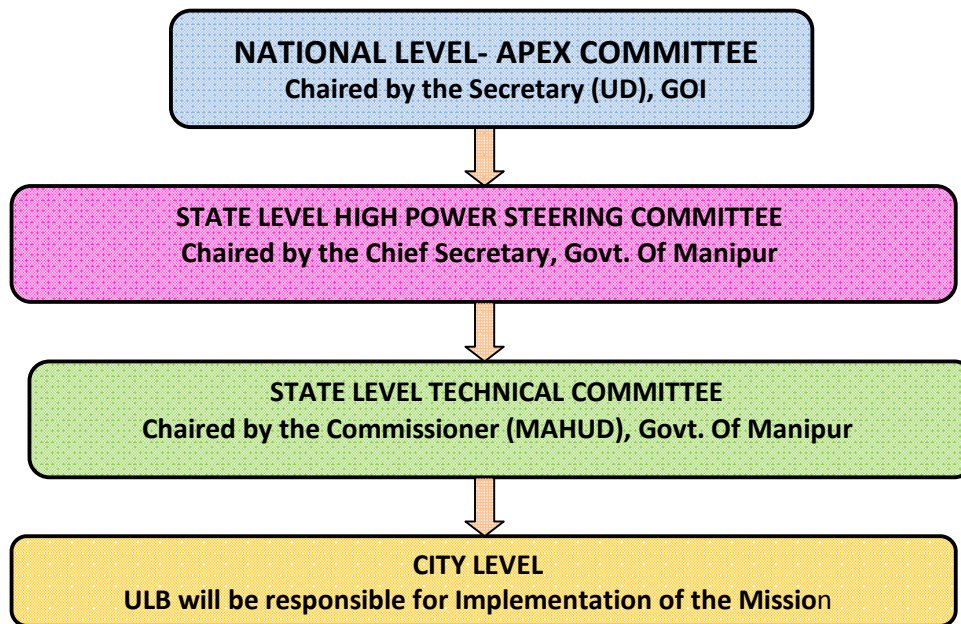 NATIONAL LEVEL- APEX COMMITTEE
Chaired by the Secretary (UD), GOI
STATE LEVEL HIGH POWER STEERING COMMITTEE
Chaired by the Chief Secretary, Govt. Of Manipur
STATE LEVEL TECHNICAL COMMITTEE
Chaired by the Commissioner (MAHUD), Govt. Of Manipur
CITY LEVEL
ULB will be responsible for Implementation of the Mission